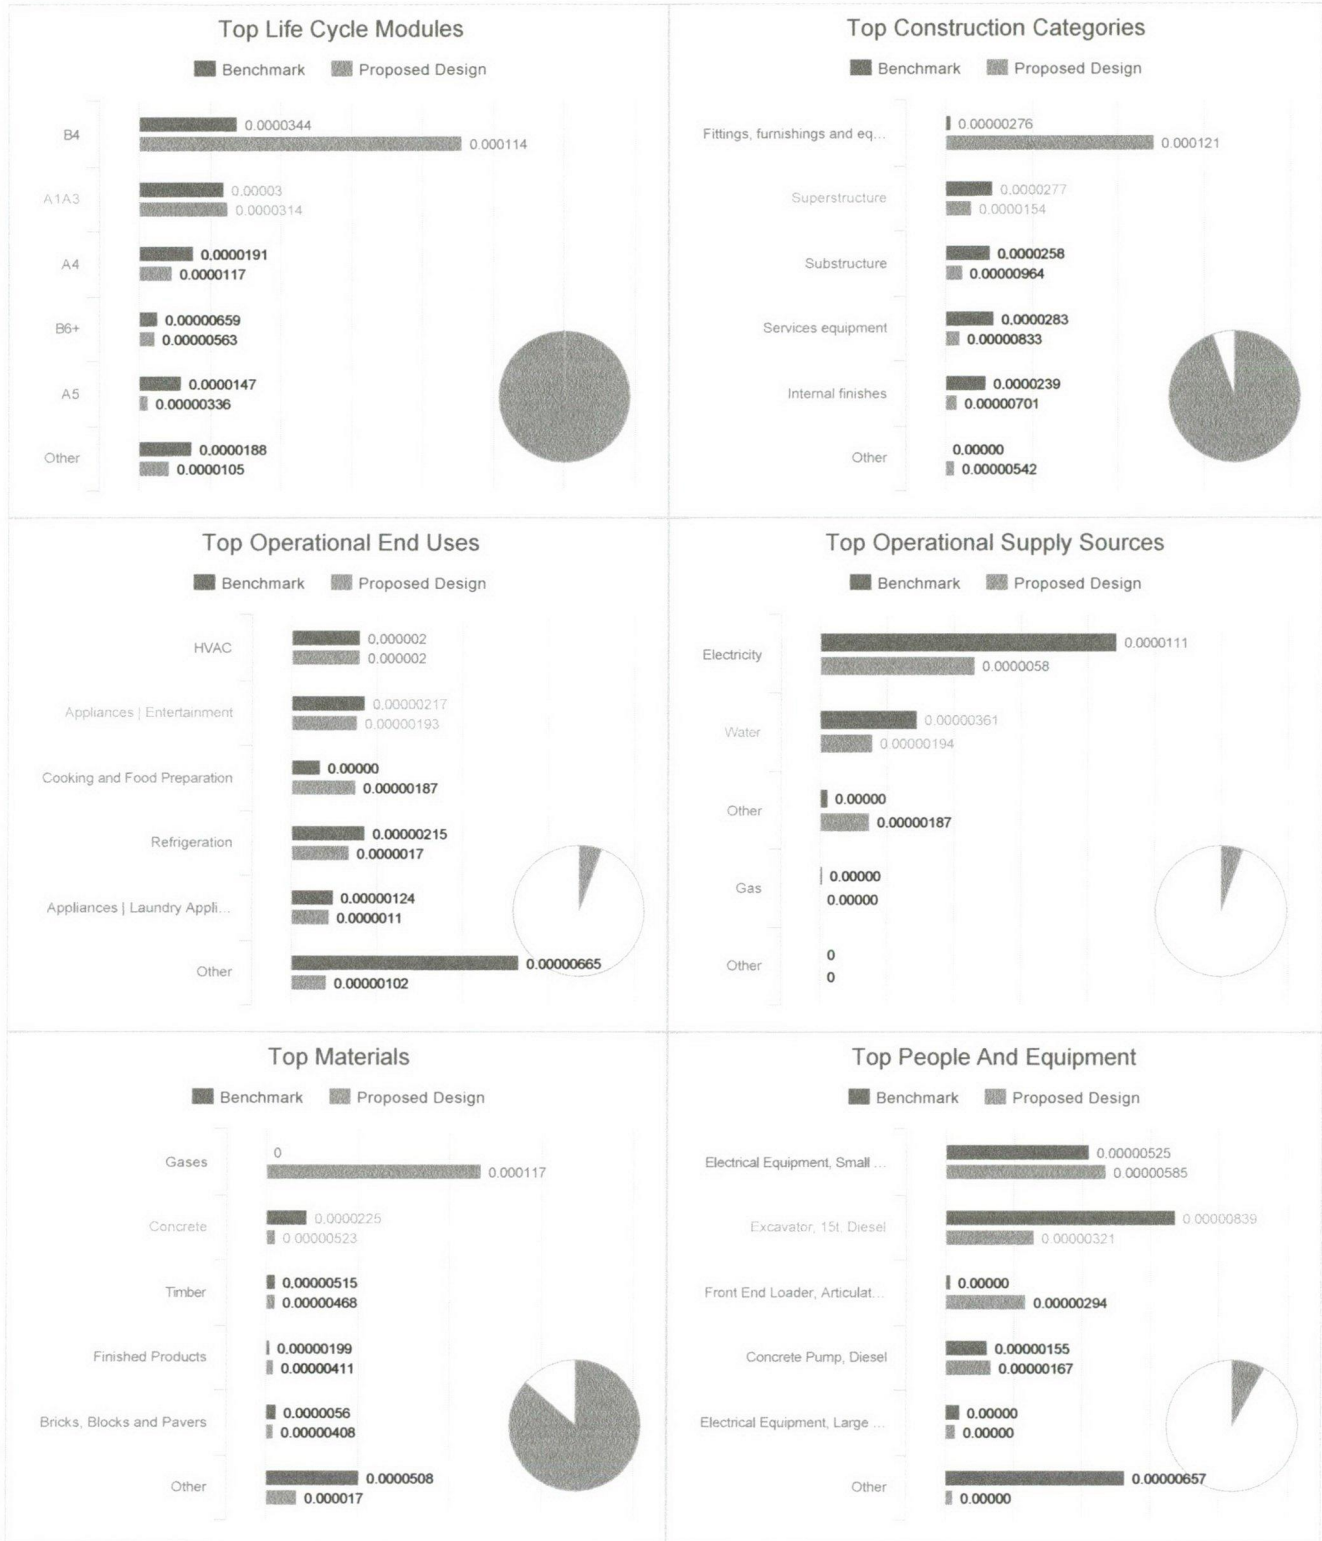 Top Life Cycle Modules
Benchmark Proposed Design
B4
0.0000344
0.000114
A1A3
0.00003
0.0000314
A4
0.0000191
0.0000117
B6+
0.00000659
0.00000563
A5
0.0000147
0.00000336
Other
0.0000188
0.0000105
Top Construction Categories
Benchmark Proposed Design
Fittings, furnishings and eq...
0.00000276
0.000121
Superstructure
0.0000277
0.0000154
Substructure
0.0000258
0.00000964
Services equipment
0.0000283
0.00000833
Internal finishes
0.0000239
0.00000701
Other
0.00000
0.00000542
Top Operational End Uses
Benchmark Proposed Design
HVAC
0.000002
0.000002
Appliances | Entertainment
0.00000217
0.00000193
Cooking and Food Preparation
0.00000
0.00000187
Refrigeration
0.00000215
0.0000017
Appliances | Laundry Appli...
0.00000124
0.0000011
Other
0.00000665
0.00000102
Top Operational Supply Sources
Benchmark Proposed Design
Electricity
0.0000111
0.0000058
Water
0.00000361
0.00000194
Other
0.00000
0.00000187
Gas
0.00000
0.00000
Other
0
0
Top Materials
Benchmark Proposed Design
Gases
0
0.000117
Concrete
0.0000225
0.00000523
Timber
0.00000515
0.00000468
Finished Products
0.00000199
0.00000411
Bricks, Blocks and Pavers
0.0000056
0.00000408
Other
0.0000508
0.000017
Top People And Equipment
Benchmark Proposed Design
Electrical Equipment, Small ...
0.00000525
0.00000585
Excavator, 15t. Diesel
0.00000839
0.00000321
Front End Loader, Articulat...
0.00000
0.00000294
Concrete Pump, Diesel
0.00000155
0.00000167
Electrical Equipment, Large ...
0.00000
0.00000
Other
0.00000657
0.00000